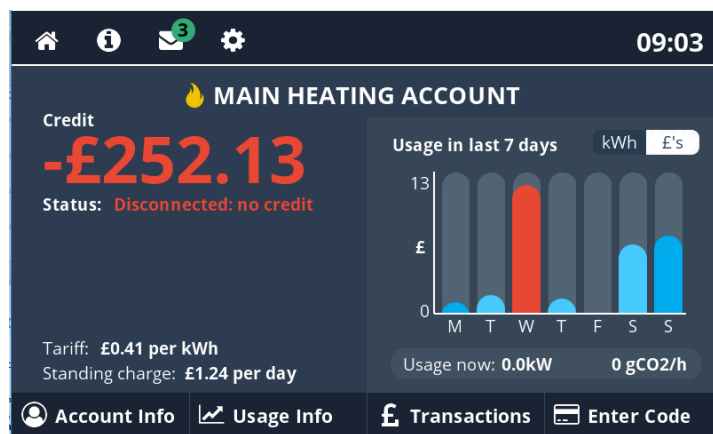 3
09:03
MAIN HEATING ACCOUNT
Credit
-£252.13
Status: Disconnected: no credit
Tariff: £0.41 per kWh
Standing charge: £1.24 per day
Usage in last 7 days
kWh £'s
13
£
0
M T W T F S S
Usage now: 0.0kW 0 gCO2/h
Account Info Usage Info £ Transactions Enter Code